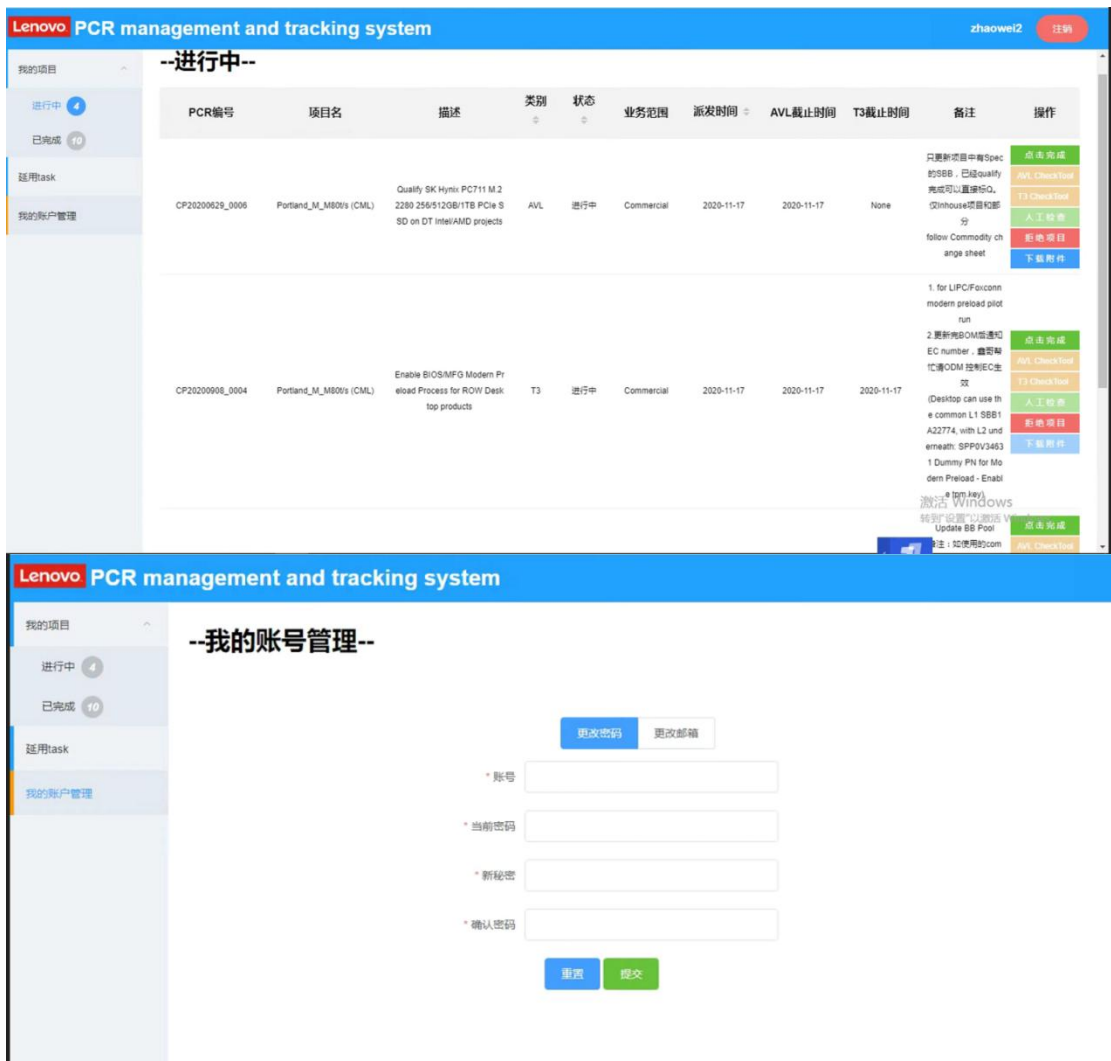 Lenovo. PCR management and tracking system
zhaowei2 注销
我的项目
进行中 4
已完成 10
延用task
我的账户管理
--进行中--
PCR编号 项目名 描述 类别 状态 业务范围 派发时间 AVL截止时间 T3截止时间 备注 操作
CP20200629_0006 Portland_M_M80t/s (CML)
Qualify SK Hynix PC711 M.2
2280 256/512GB/1TB PCIe S
SD on DT Intel/AMD projects
AVL 进行中 Commercial 2020-11-17 2020-11-17 None
只更新项目中有Spec
的SBB，已经qualify
完成可以直接标Q。
仅Inhouse项目和部
分
follow Commodity ch
ange sheet
点击完成
AVL CheckTool
T3 CheckTool
人工检查
拒绝项目
下载附件
CP20200908_0004 Portland_M_M80t/s (CML)
Enable BIOS/MFG Modern Pr
eload Process for ROW Desk
top products
T3 进行中 Commercial 2020-11-17 2020-11-17 2020-11-17
1. for LIPC/Foxconn
modern preload pilot
run
2.更新完BOM后通知
EC number，鑫哥帮
忙请ODM 控制EC生
效
(Desktop can use th
e common L1 SBB1
A22774, with L2 und
erneath: SPP0V3463
1 Dummy PN for Mo
dern Preload - Enabl
e tpm.key)
点击完成
AVL CheckTool
T3 CheckTool
人工检查
拒绝项目
下载附件
激活 Windows
转到"设置"以激活
Update BB Pool
注：如使用的com
点击完成
AVL CheckTool
Lenovo. PCR management and tracking system
我的项目
进行中 4
已完成 10
延用task
我的账户管理
--我的账号管理--
更改密码 更改邮箱
* 账号
* 当前密码
* 新秘密
* 确认密码
重置 提交